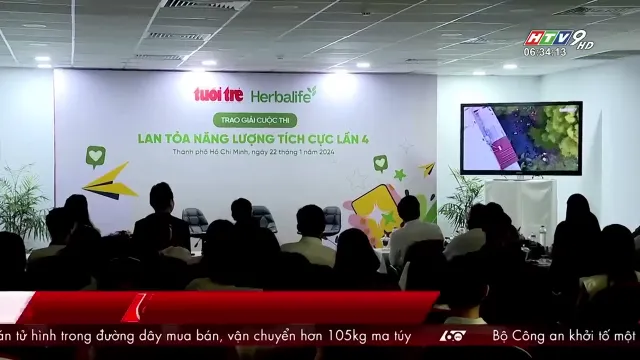 HTV9 HD
06:34:13
tuổi trẻ Herbalife
TRAO GIẢI CUỘC THI
LAN TỎA NĂNG LƯỢNG TÍCH CỰC LẦN 4
Thành phố Hồ Chí Minh, ngày 22 tháng 1 năm 2024
án tử hình trong đường dây mua bán, vận chuyển hơn 105kg ma túy 60 Bộ Công an khởi tố một